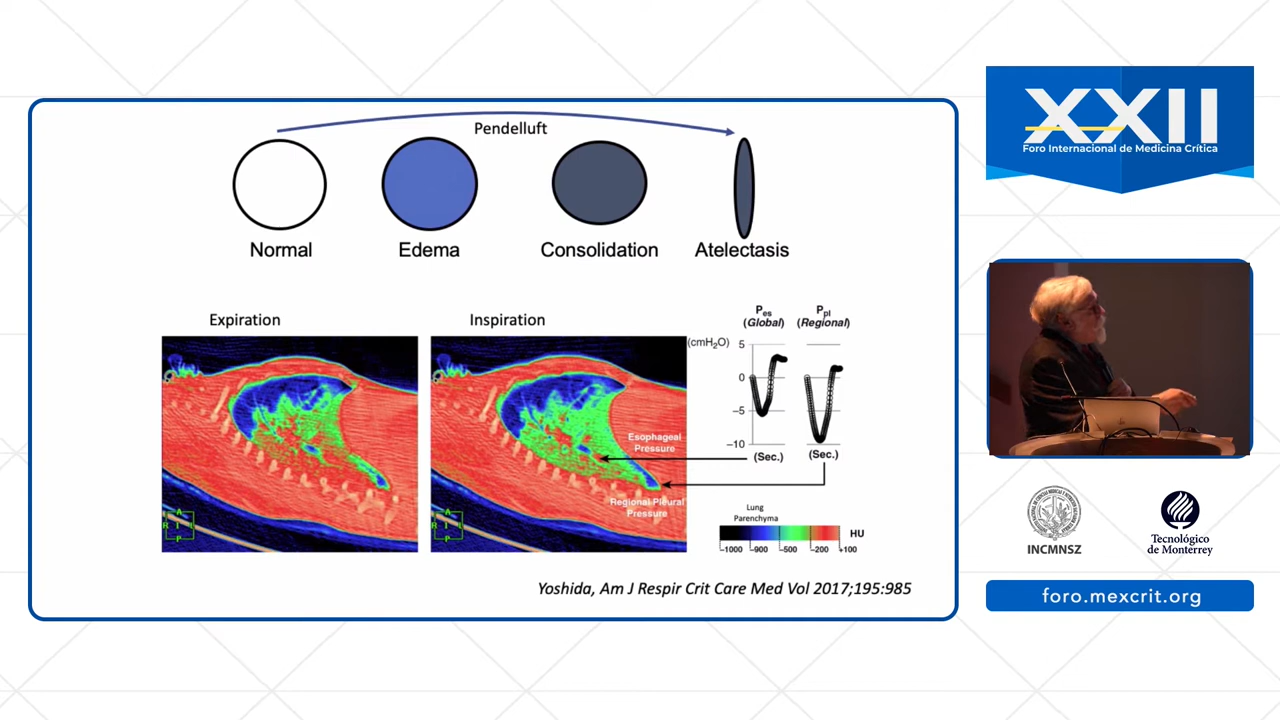 Pendelluft
Normal
Edema
Consolidation
Atelectasis
Expiration
Inspiration
Pes
(Global)
Ppl
(Regional)
(cmH2O)
5
0
−5
−10
(Sec.)
(Sec.)
Esophageal
Pressure
Regional Pleural
Pressure
A
R I
P
A
R I
P
Lung
Parenchyma
HU
−1000 −900 −500 −200 +100
Yoshida, Am J Respir Crit Care Med Vol 2017;195:985
XXII
Foro Internacional de Medicina Crítica
INCMNSZ
Tecnológico
de Monterrey
foro.mexcrit.org